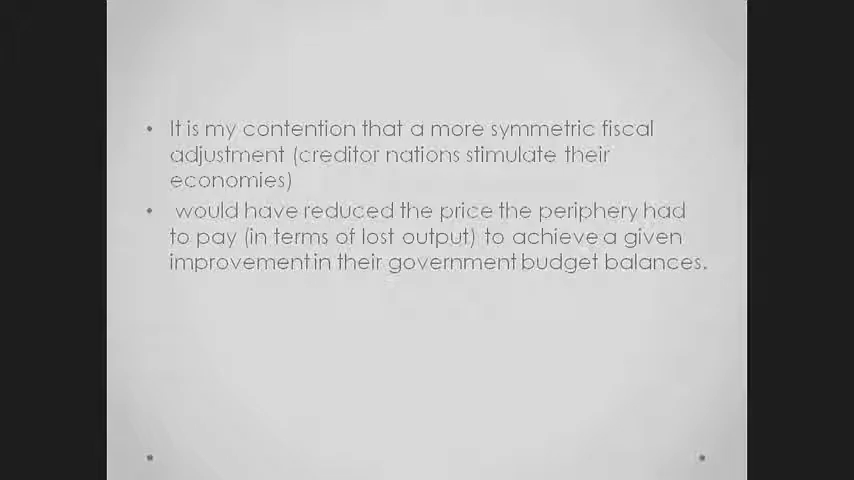 • It is my contention that a more symmetric fiscal
adjustment (creditor nations stimulate their
economies)
• would have reduced the price the periphery had
to pay (in terms of lost output) to achieve a given
improvement in their government budget balances.